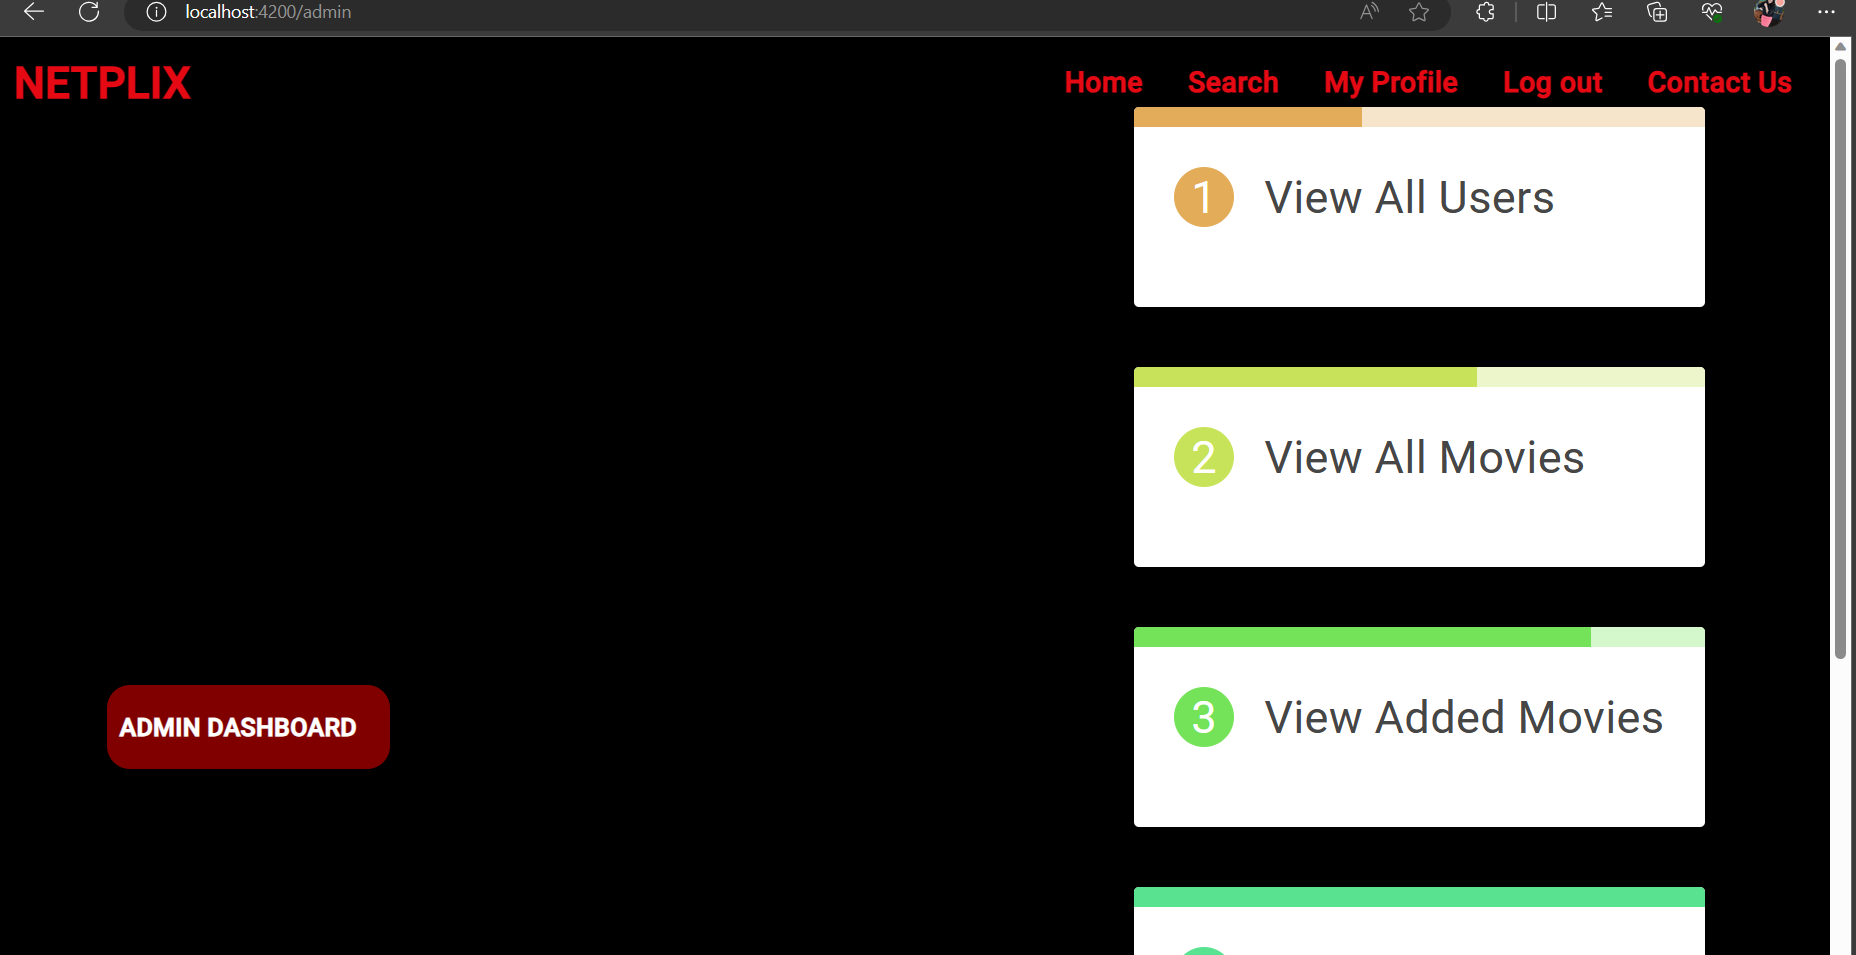 localhost:4200/admin
NETPLIX
Home Search My Profile Log out Contact Us
1 View All Users
2 View All Movies
3 View Added Movies
ADMIN DASHBOARD